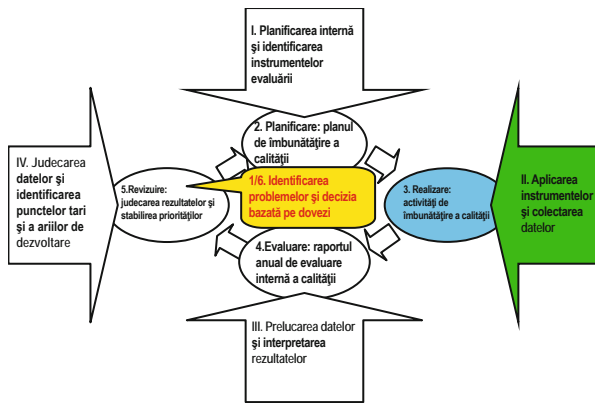 I. Planificarea internă
şi identificarea
instrumentelor
evaluării
2. Planificare: planul
de îmbunătăţire a
calităţii
IV. Judecarea
datelor şi
identificarea
punctelor tari
şi a ariilor de
dezvoltare
5.Revizuire:
judecarea rezultatelor şi
stabilirea priorităţilor
1/6. Identificarea
problemelor şi decizia
bazată pe dovezi
3. Realizare:
activităţi de
îmbunătăţire a calităţii
II. Aplicarea
instrumentelor
şi colectarea
datelor
4.Evaluare: raportul
anual de evaluare
internă a calităţii
III. Prelucarea datelor
şi interpretarea
rezultatelor